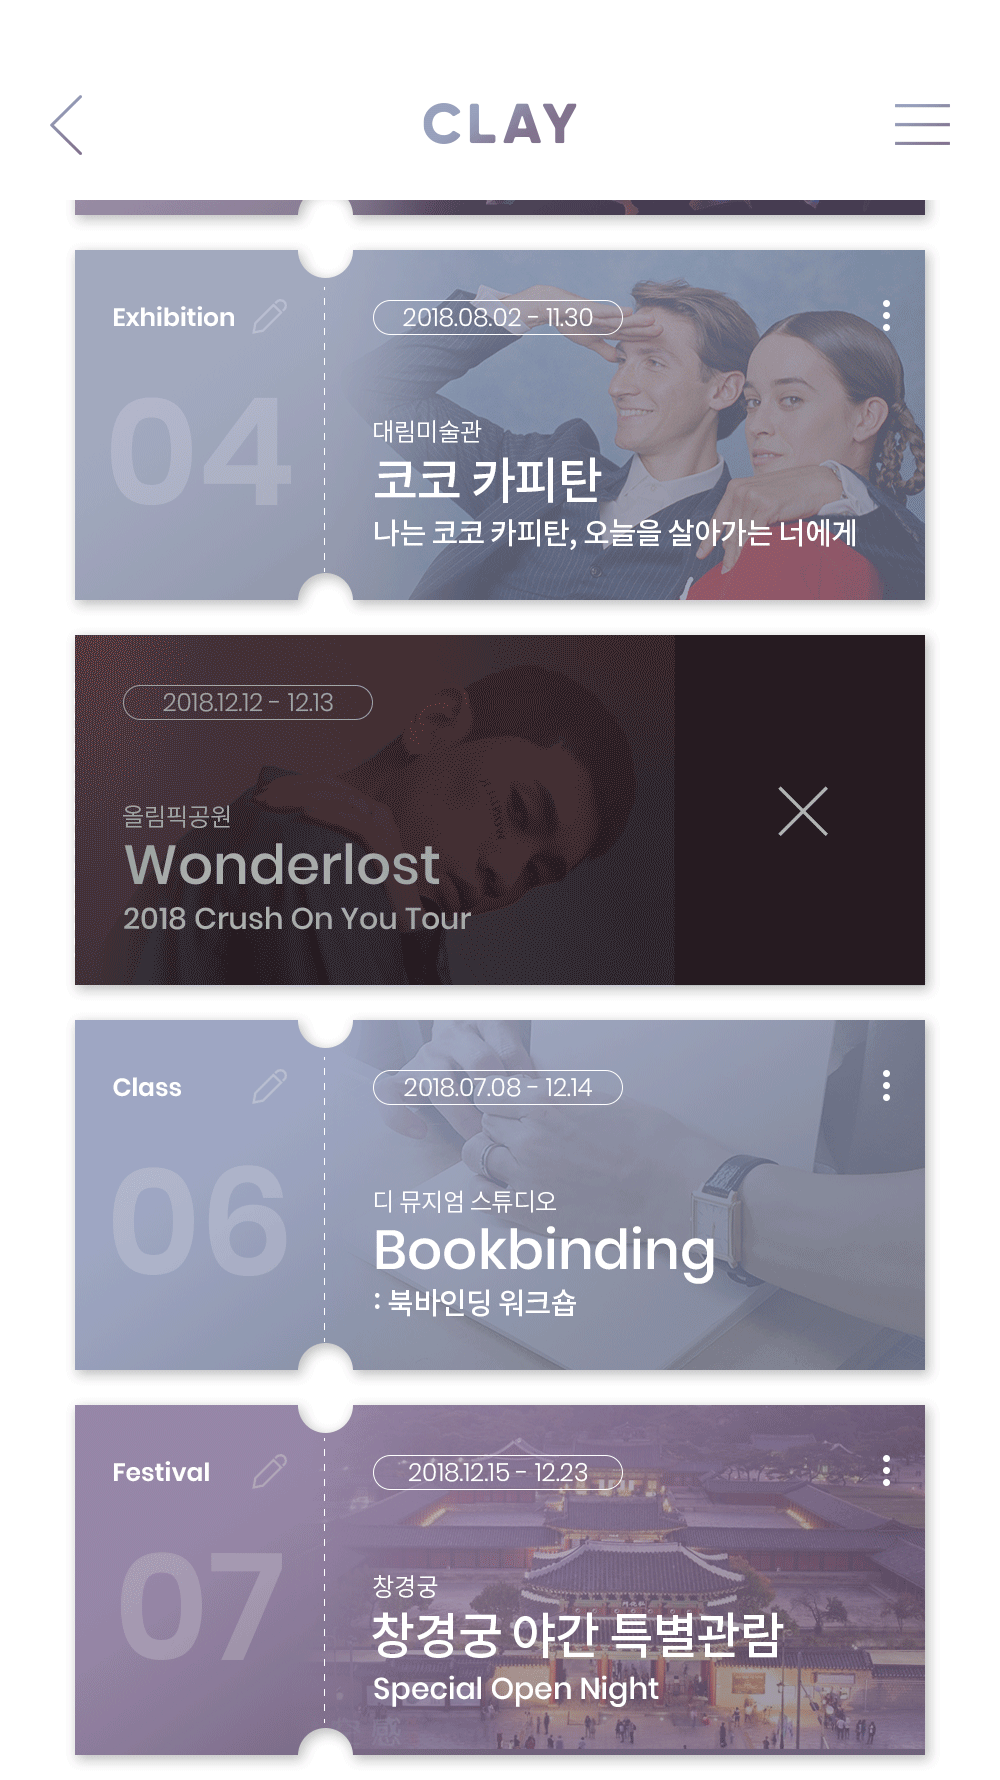 CLAY
Exhibition
2018.08.02 - 11.30
04
대림미술관
코코 카피탄
나는 코코 카피탄, 오늘을 살아가는 너에게
2018.12.12 - 12.13
올림픽공원
Wonderlost
2018 Crush On You Tour
Class
2018.07.08 - 12.14
06
디 뮤지엄 스튜디오
Bookbinding
: 북바인딩 워크숍
Festival
2018.12.15 - 12.23
07
창경궁
창경궁 야간 특별관람
Special Open Night